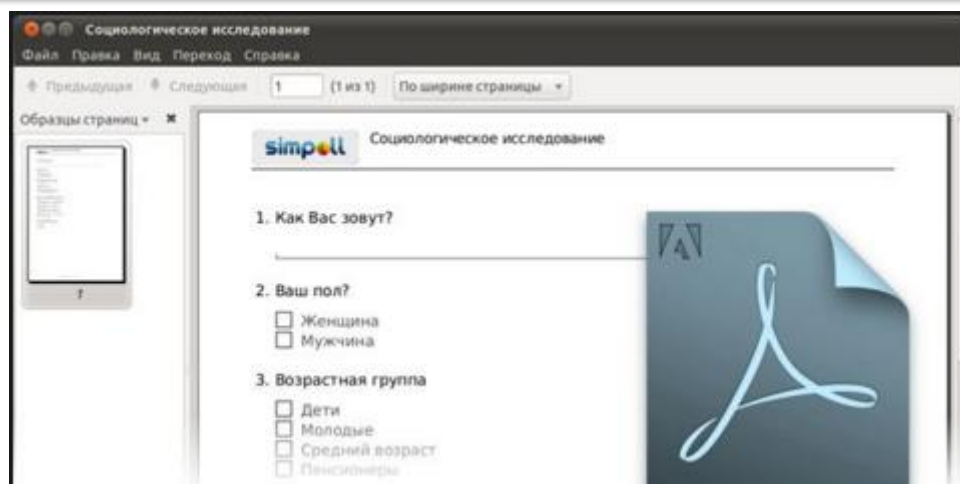 Социологическое исследование
Файл Правка Вид Переход Справка
Предыдущая Следующая 1 (1 из 1) По ширине страницы
Образцы страниц
1
simpoll Социологическое исследование
1. Как Вас зовут?
2. Ваш пол?
Женщина
Мужчина
3. Возрастная группа
Дети
Молодые
Средний возраст
Пенсионеры